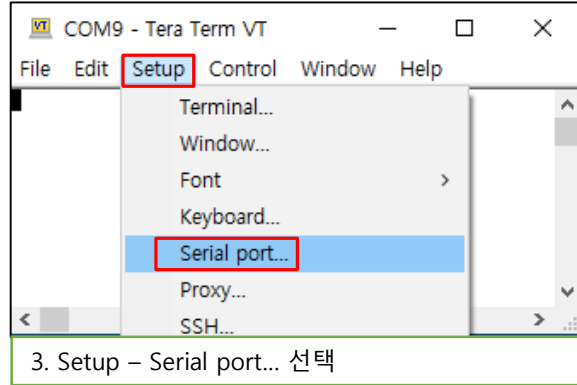 COM9 - Tera Term VT
File Edit Setup Control Window Help
Terminal...
Window...
Font
Keyboard...
Serial port...
Proxy...
SSH...
3. Setup – Serial port... 선택